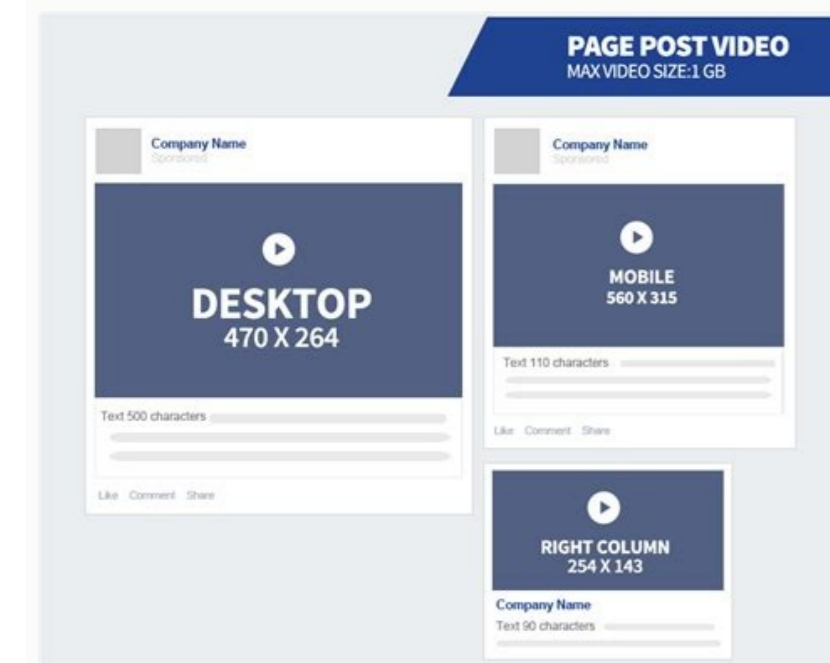 PAGE POST VIDEO
MAX VIDEO SIZE:1 GB
Company Name
Sponsored
DESKTOP
470 X 264
Text 500 characters
Like Comment Share
Company Name
Sponsored
MOBILE
560 X 315
Text 110 characters
Like Comment Share
RIGHT COLUMN
254 X 143
Company Name
Text 90 characters